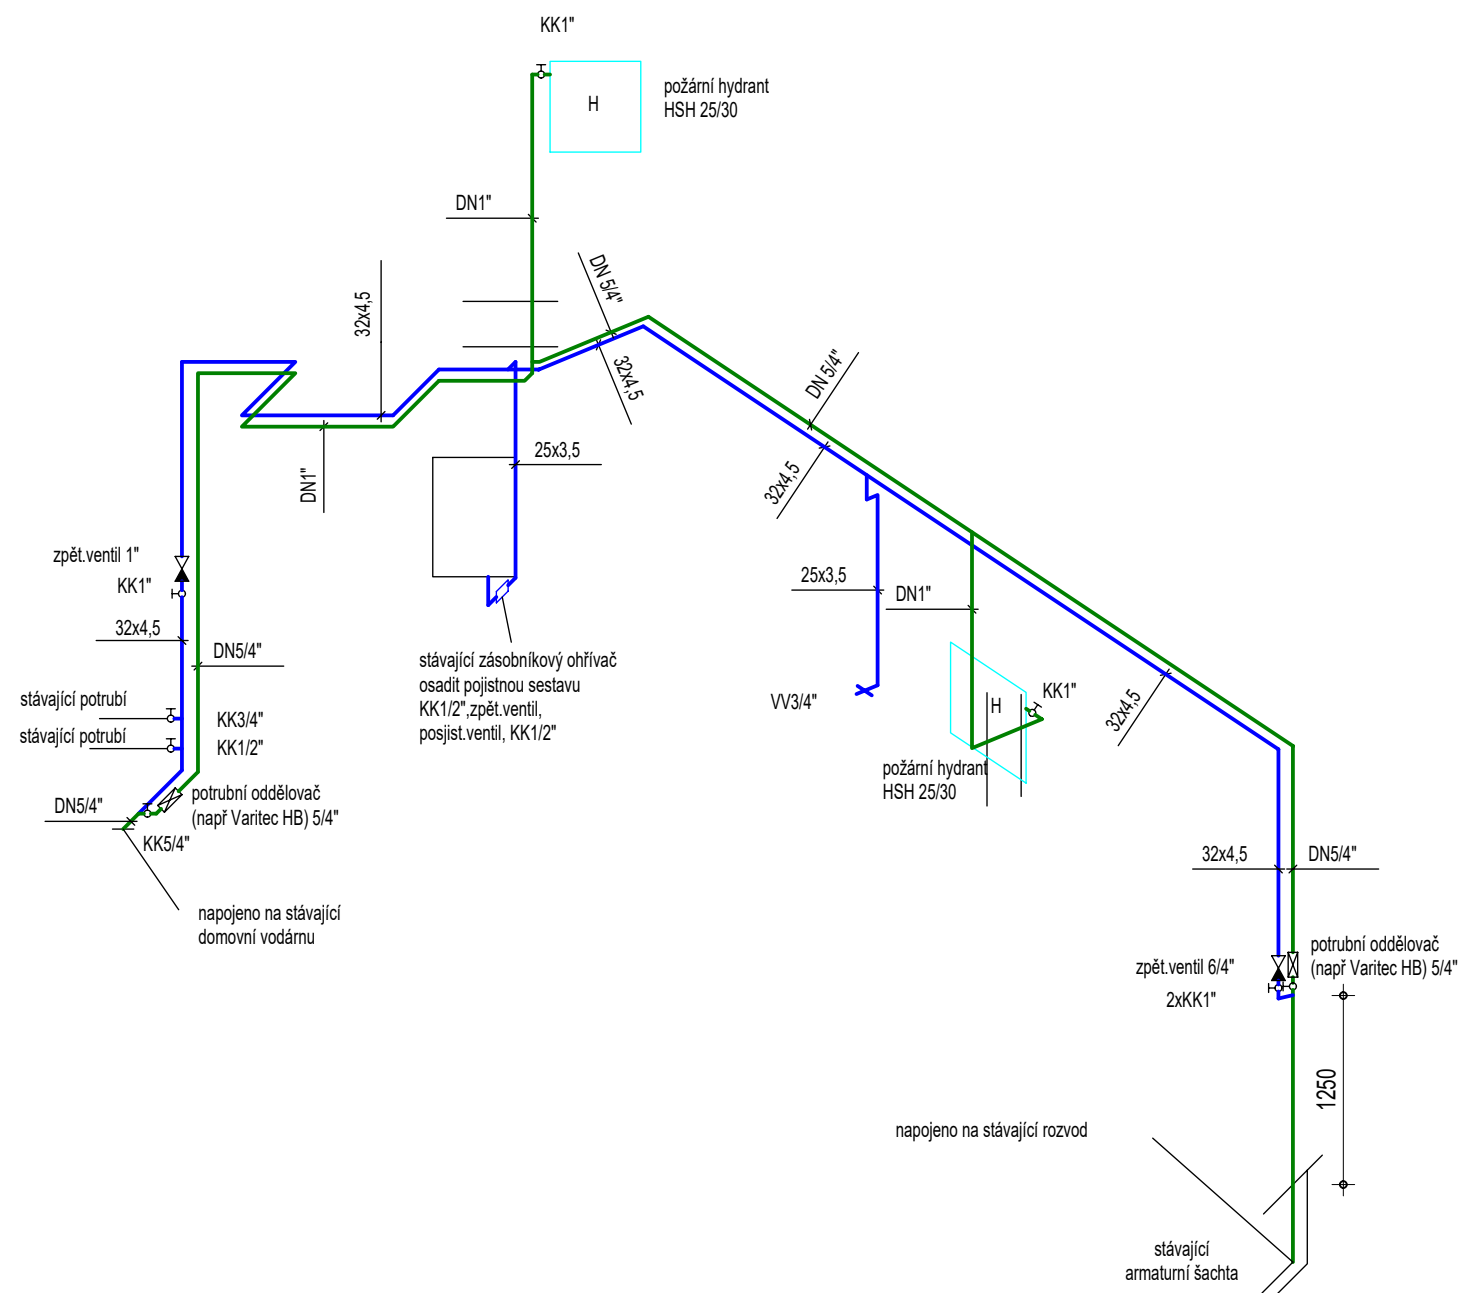 KK1"
požární hydrant
HSH 25/30
H
DN1"
DN 5/4"
32x4,5
32x4,5
DN 5/4"
25x3,5
32x4,5
DN1"
zpět.ventil 1"
KK1"
25x3,5
DN1"
32x4,5
DN5/4"
stávající zásobníkový ohřívač
osadit pojistnou sestavu
KK1/2",zpět.ventil,
posjist.ventil, KK1/2"
stávající potrubí
KK3/4"
stávající potrubí
KK1/2"
VV3/4"
H
KK1"
32x4,5
požární hydrant
HSH 25/30
potrubní oddělovač
(např Varitec HB) 5/4"
DN5/4"
KK5/4"
32x4,5
DN5/4"
napojeno na stávající
domovní vodárnu
potrubní oddělovač
(např Varitec HB) 5/4"
zpět.ventil 6/4"
2xKK1"
1250
napojeno na stávající rozvod
stávající
armaturní šachta